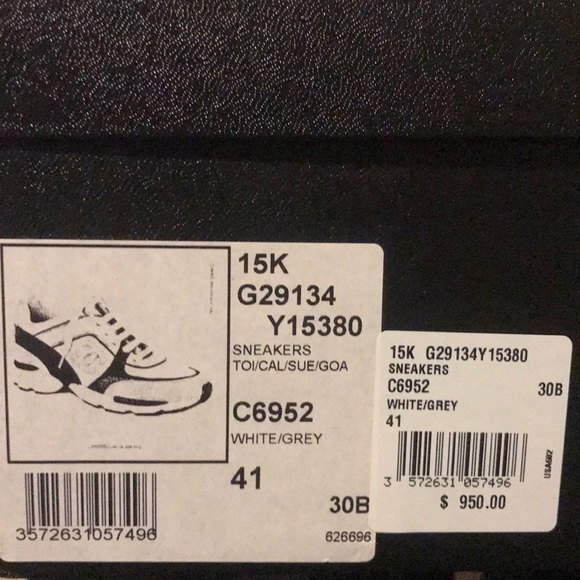 15K
G29134
Y15380
SNEAKERS
TOI/CAL/SUE/GOA
C6952
WHITE/GREY
41
30B
3572631057496
626696
15K G29134Y15380
SNEAKERS
C6952
30B
WHITE/GREY
41
3 572631 057496
USA602
$ 950.00